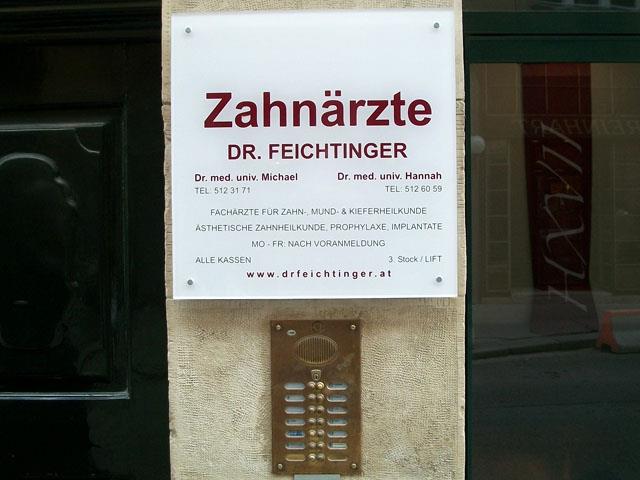 Zahnärzte
DR. FEICHTINGER
Dr. med. univ. Michael Dr. med. univ. Hannah
TEL: 512 31 71 TEL: 512 60 59
FACHÄRZTE FÜR ZAHN-, MUND- & KIEFERHEILKUNDE
ÄSTHETISCHE ZAHNHEILKUNDE, PROPHYLAXE, IMPLANTATE
MO - FR: NACH VORANMELDUNG
ALLE KASSEN 3. Stock / LIFT
www.drfeichtinger.at